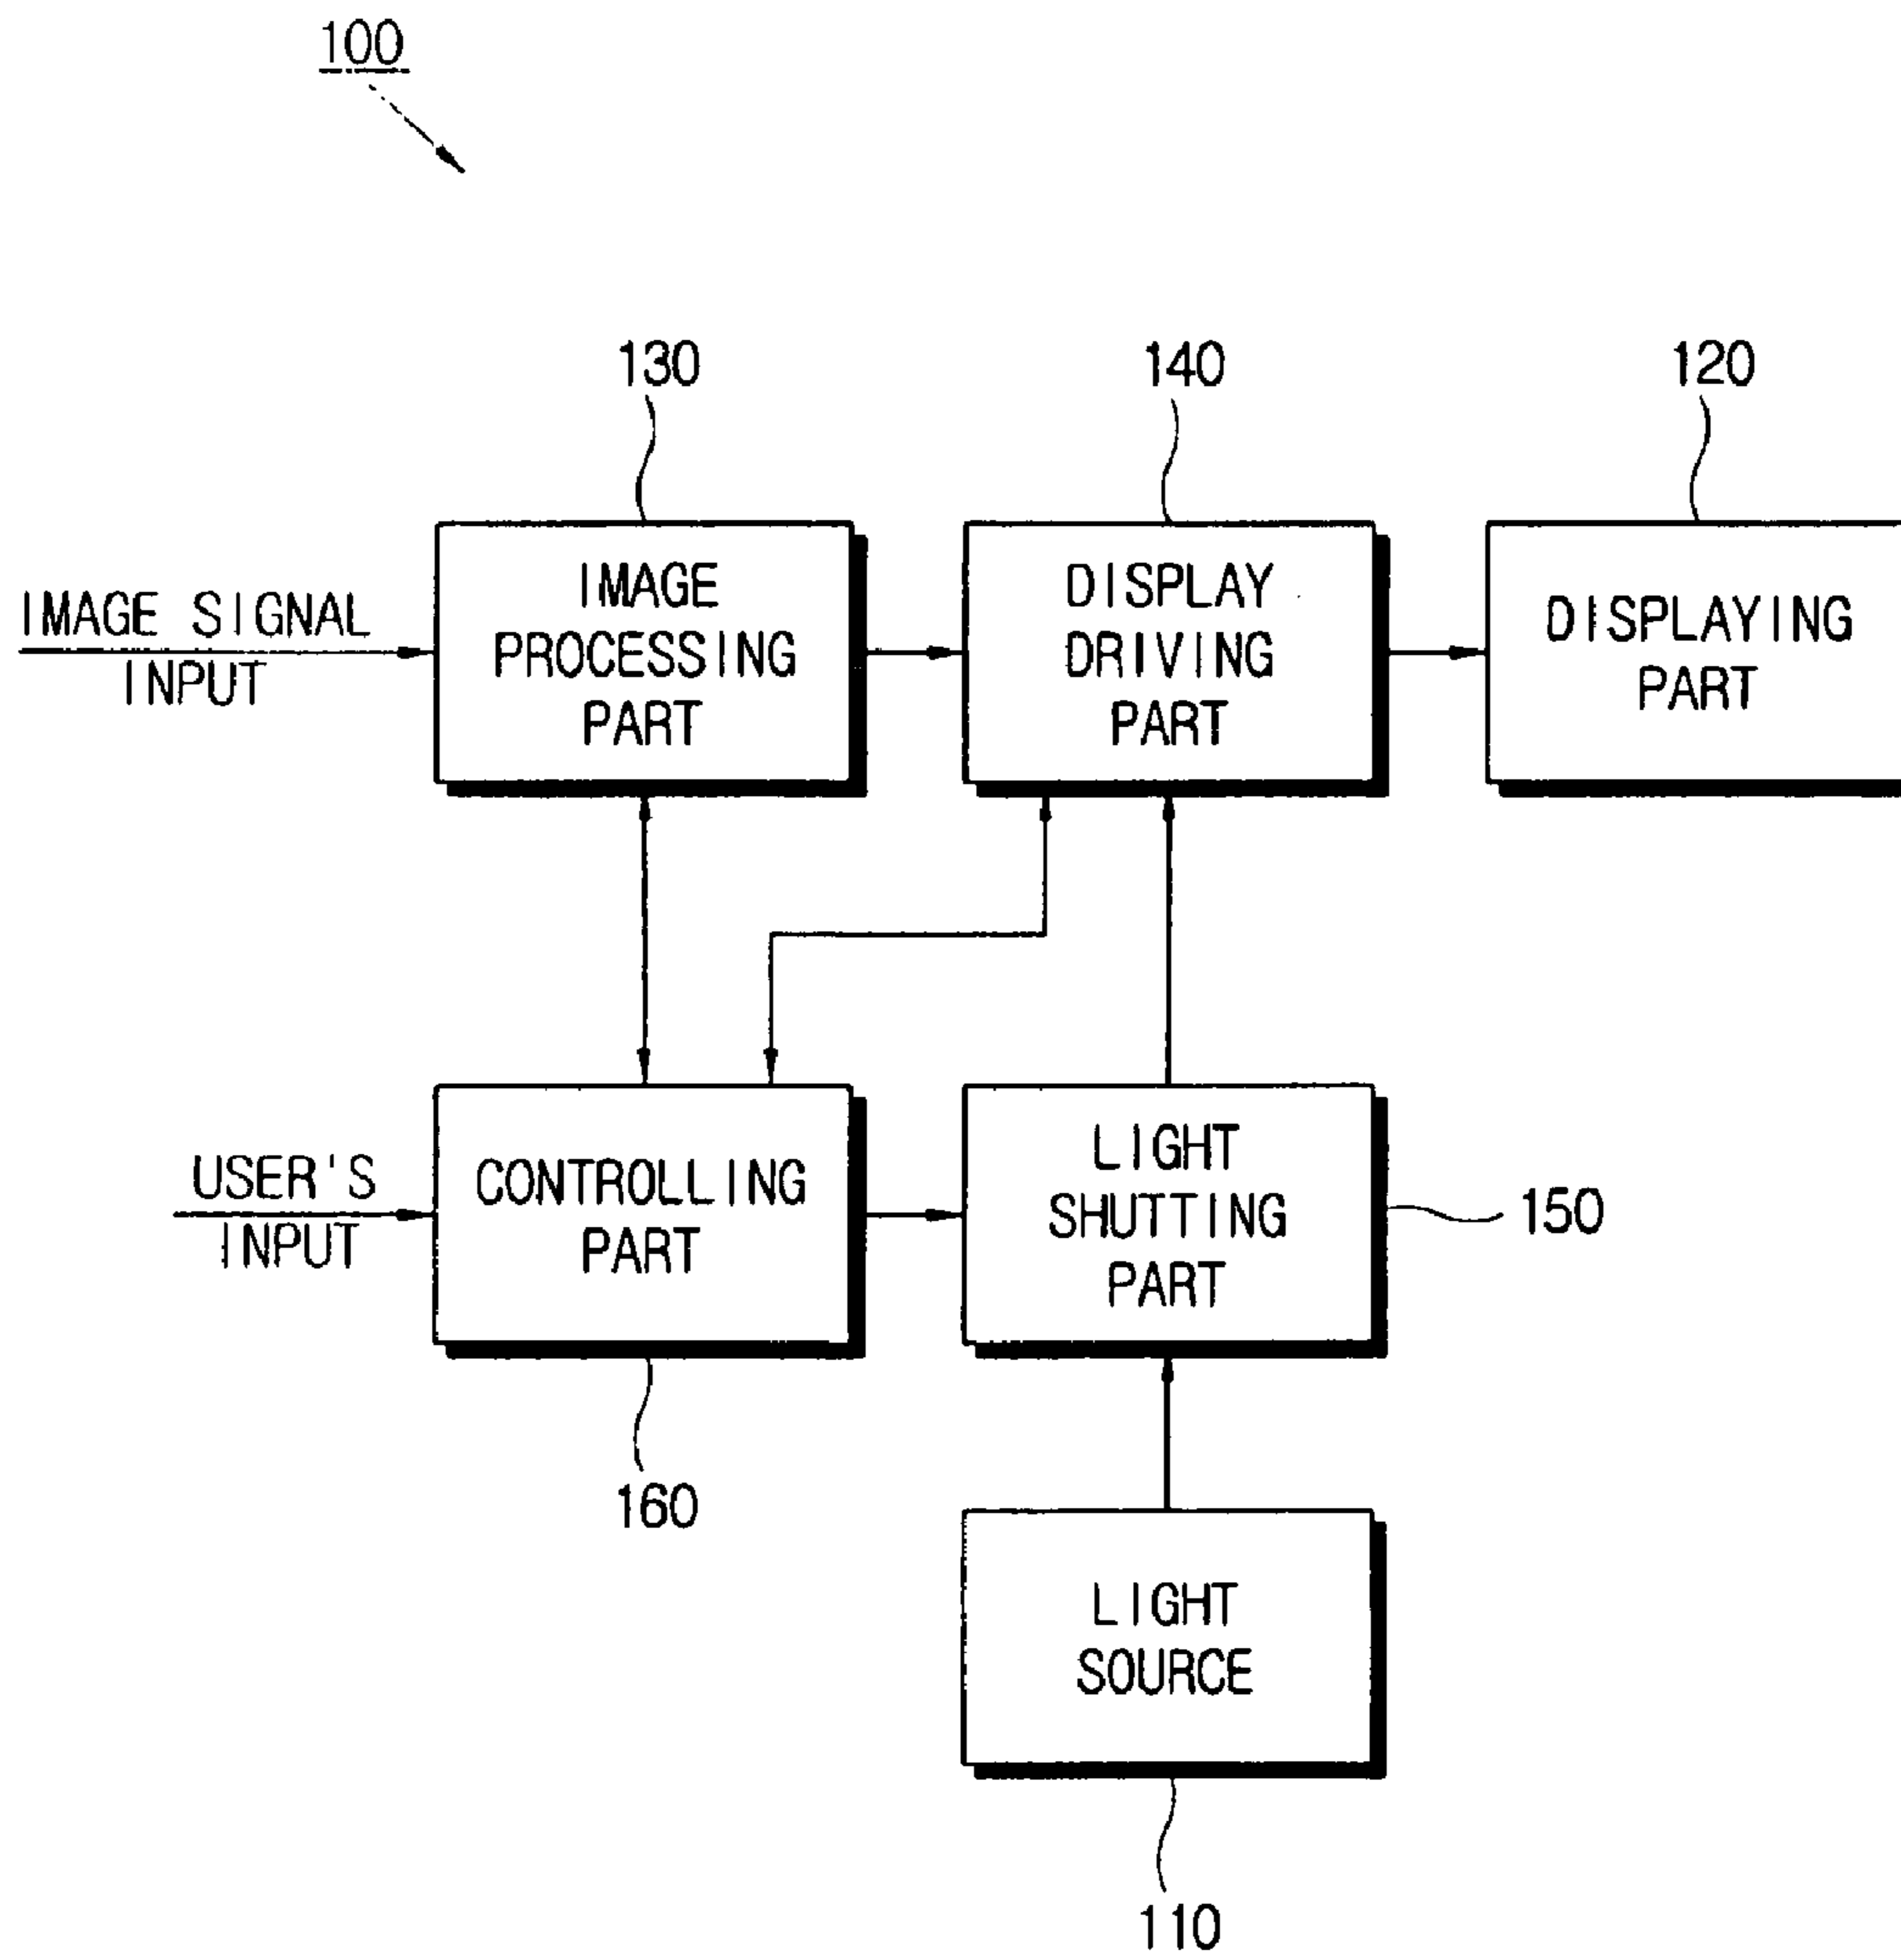 100
130
140
120
IMAGE SIGNAL
INPUT
IMAGE
PROCESSING
PART
DISPLAY
DRIVING
PART
DISPLAYING
PART
USER'S
INPUT
CONTROLLING
PART
LIGHT
SHUTTING
PART
150
160
LIGHT
SOURCE
110